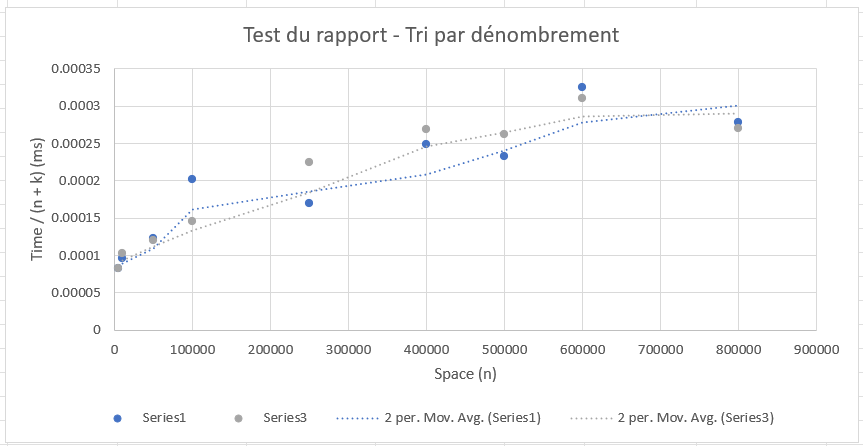 Test du rapport - Tri par dénombrement
0.00035
0.0003
0.00025
0.0002
0.00015
0.0001
0.00005
0
Time / (n + k) (ms)
0 100000 200000 300000 400000 500000 600000 700000 800000 900000
Space (n)
Series1 Series3 2 per. Mov. Avg. (Series1) 2 per. Mov. Avg. (Series3)